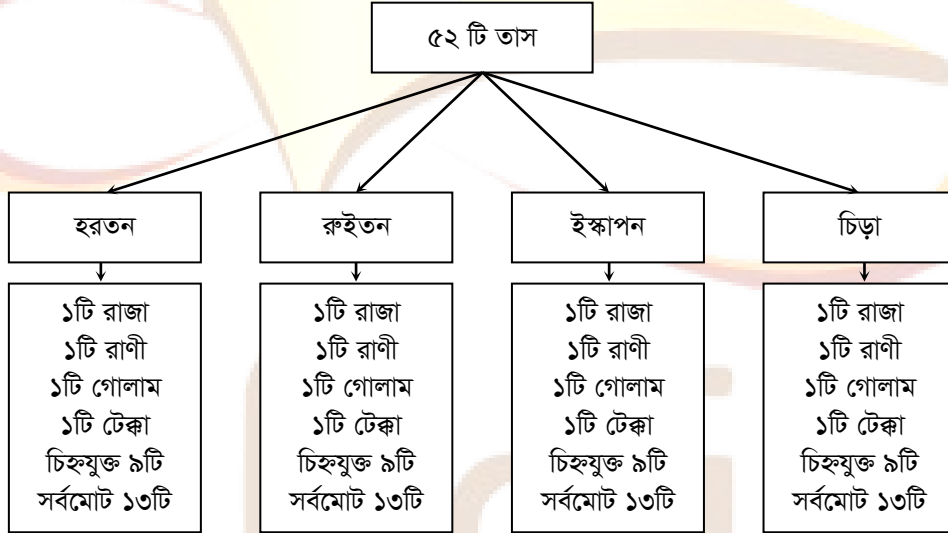 ৫২ টি তাস
হরতন
রুইতন
ইস্কাপন
চিড়া
১টি রাজা
১টি রাণী
১টি গোলাম
১টি টেক্কা
চিহ্নযুক্ত ৯টি
সর্বমোট ১৩টি
১টি রাজা
১টি রাণী
১টি গোলাম
১টি টেক্কা
চিহ্নযুক্ত ৯টি
সর্বমোট ১৩টি
১টি রাজা
১টি রাণী
১টি গোলাম
১টি টেক্কা
চিহ্নযুক্ত ৯টি
সর্বমোট ১৩টি
১টি রাজা
১টি রাণী
১টি গোলাম
১টি টেক্কা
চিহ্নযুক্ত ৯টি
সর্বমোট ১৩টি